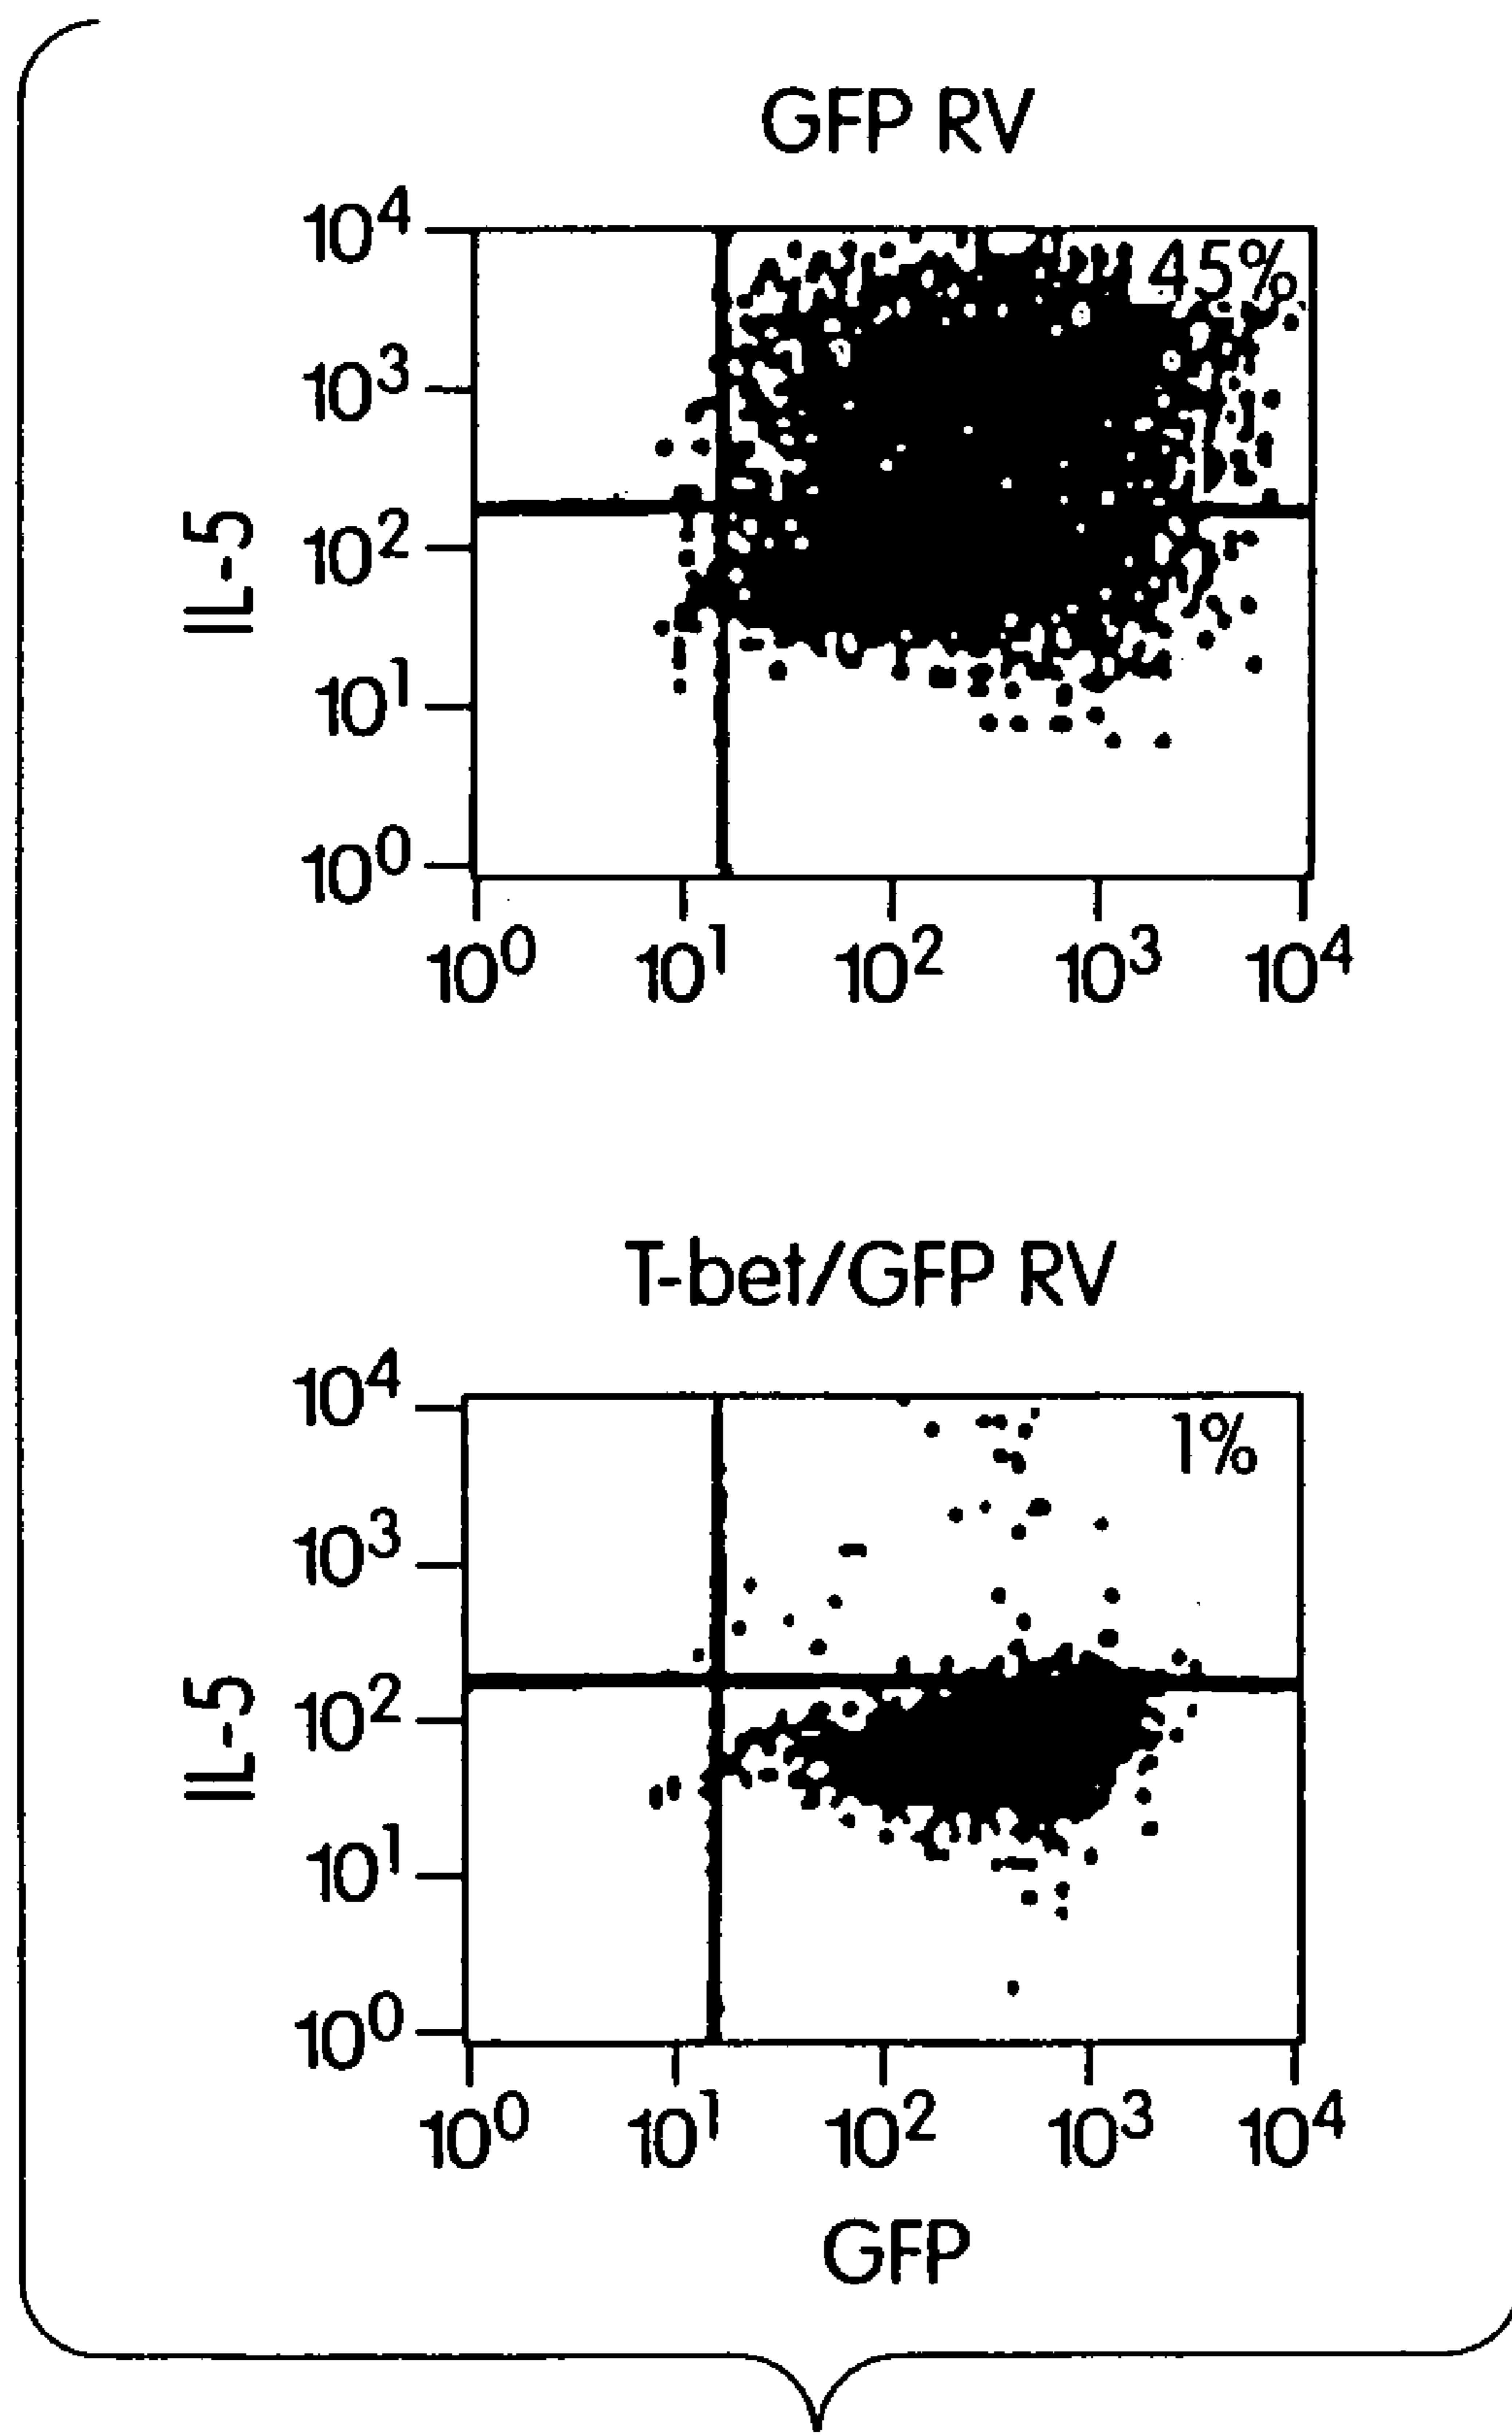 GFP RV
45%
10⁴
10³
10²
10¹
10⁰
IL-5
10⁰ 10¹ 10² 10³ 10⁴
T-bet/GFP RV
1%
10⁴
10³
10²
10¹
10⁰
IL-5
10⁰ 10¹ 10² 10³ 10⁴
GFP